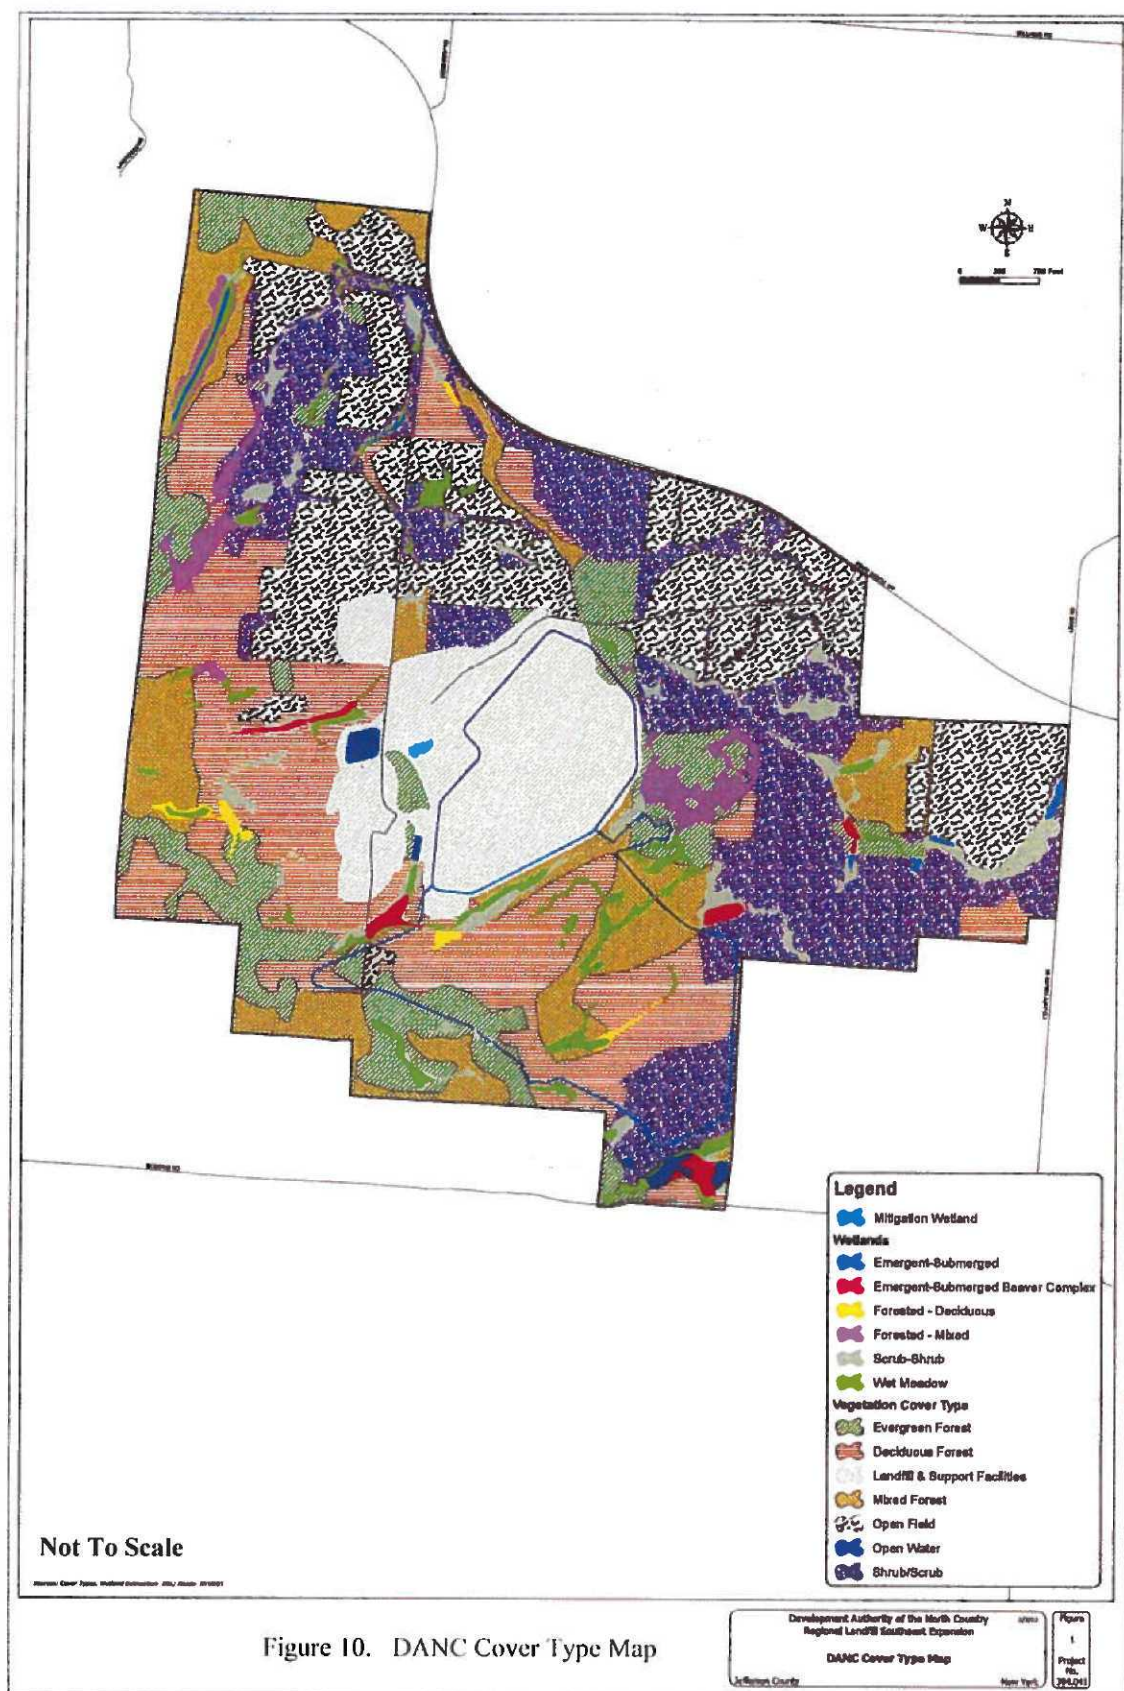 N
W
S
0
Feet
Legend
Mitigation Wetland
Wetlands
Emergent-Submerged
Emergent-Submerged Beaver Complex
Forested - Deciduous
Forested - Mixed
Scrub-Shrub
Wet Meadow
Vegetation Cover Type
Evergreen Forest
Deciduous Forest
Landfill & Support Facilities
Mixed Forest
Open Field
Open Water
Shrub/Scrub
Not To Scale
Figure 10. DANC Cover Type Map
Development Authority of the North Country
Regional Landfill Southeast Expansion
DANC Cover Type Map
Jefferson County
New York
Figure
1
Project
No.